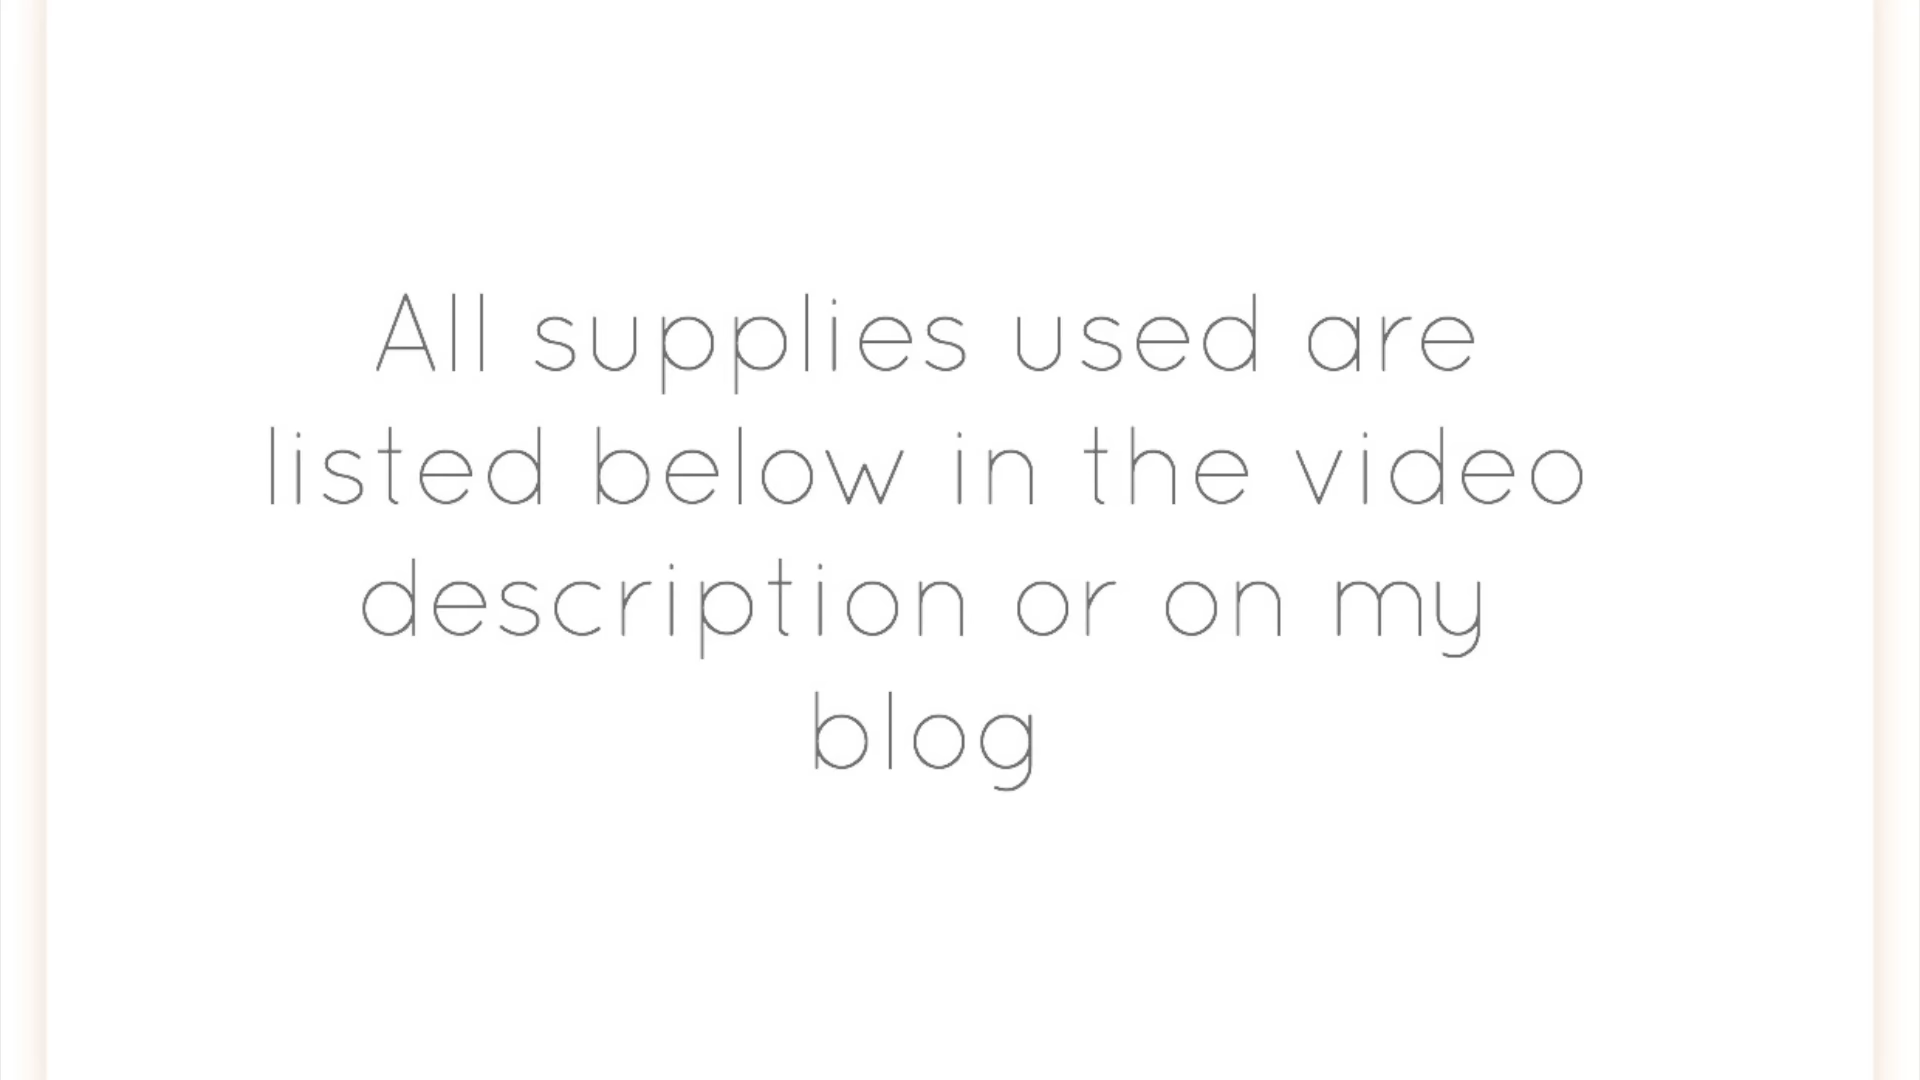 All supplies used are
listed below in the video
description or on my
blog